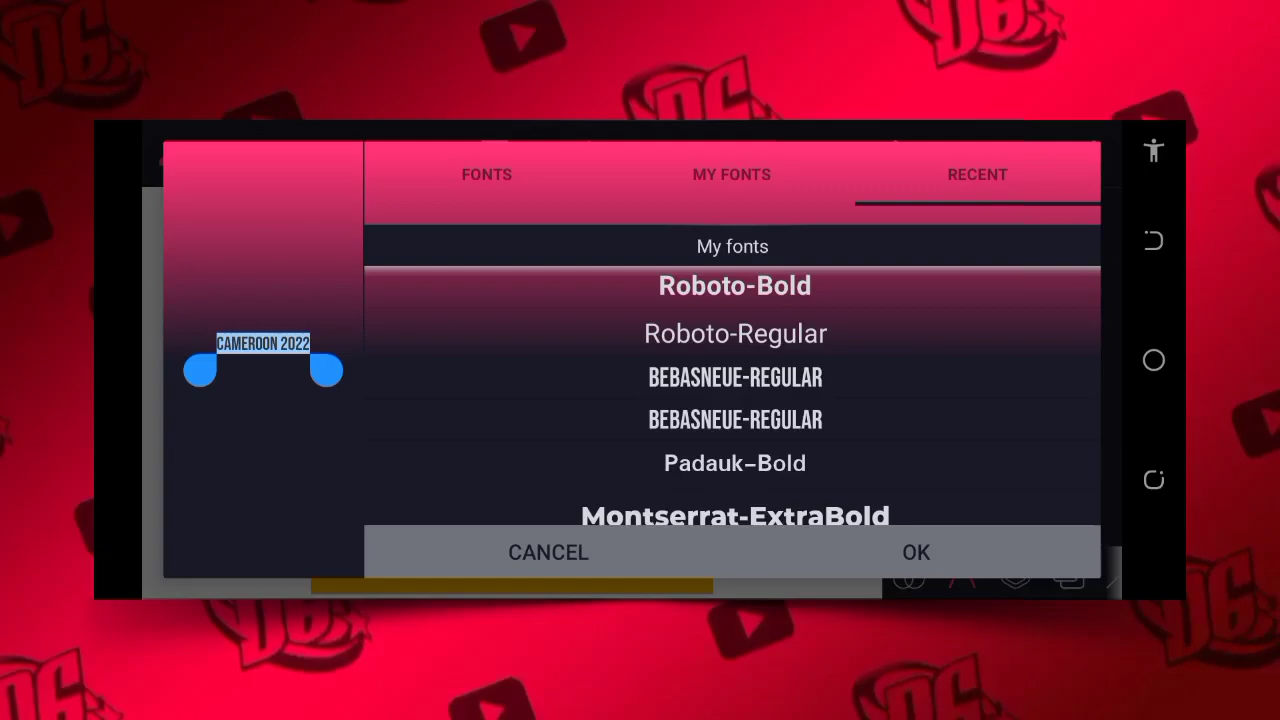 FONTS
MY FONTS
RECENT
My fonts
Roboto-Bold
Roboto-Regular
CAMEROON 2022
BEBASNEUE-REGULAR
BEBASNEUE-REGULAR
Padauk-Bold
Montserrat-ExtraBold
CANCEL
OK